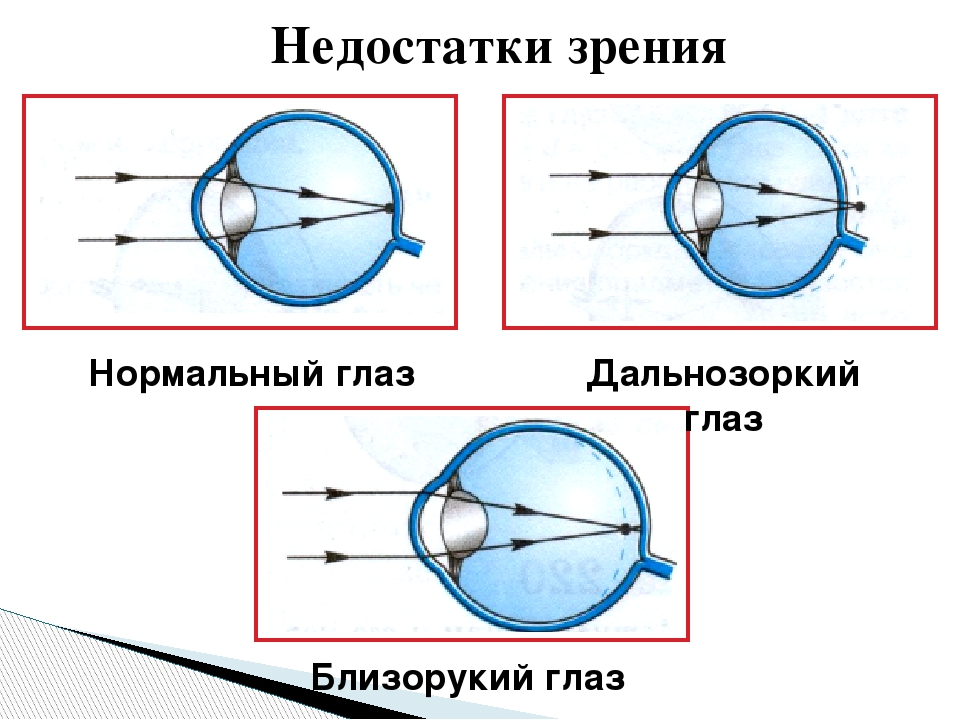 Недостатки зрения
Нормальный глаз
Дальнозоркий
глаз
Близорукий глаз